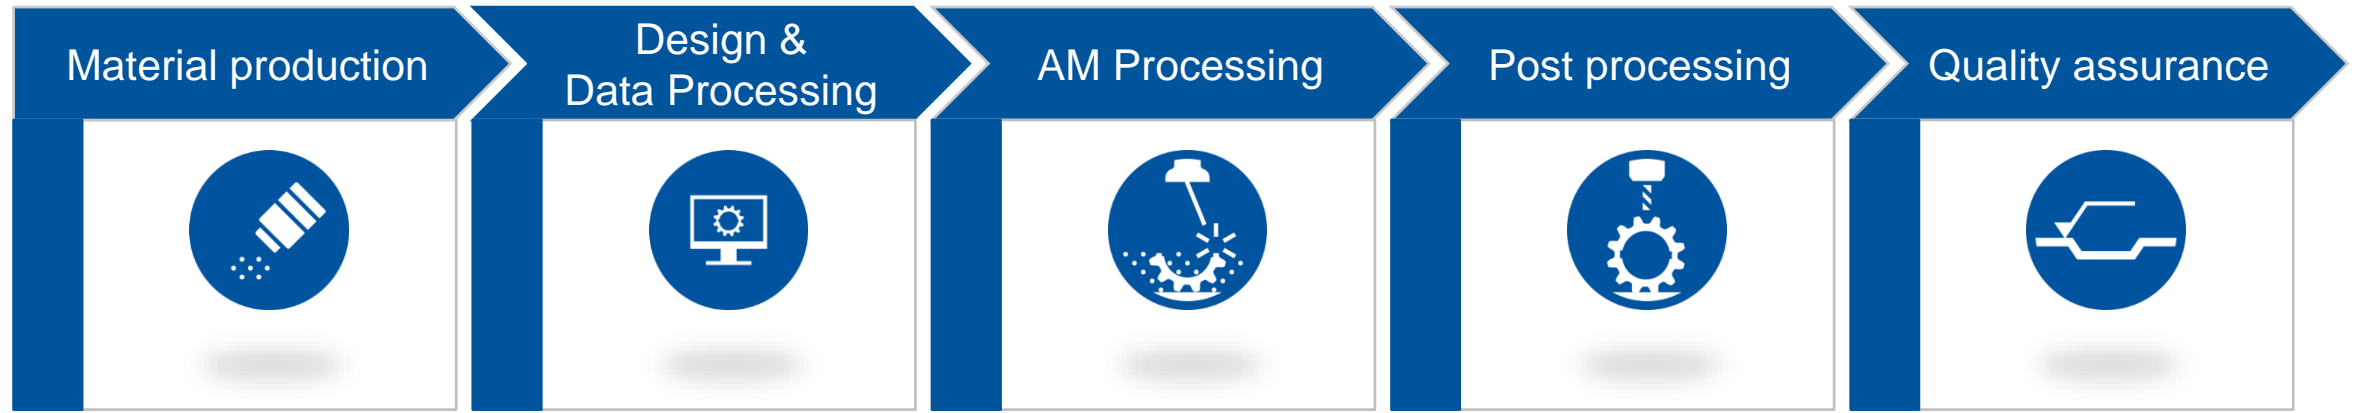 Material production
Design &
Data Processing
AM Processing
Post processing
Quality assurance